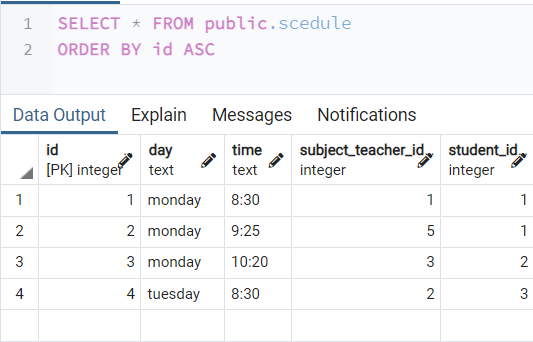 1 SELECT * FROM public.scedule
2 ORDER BY id ASC
Data Output Explain Messages Notifications
id day time subject_teacher_id student_id
[PK] integer text text integer integer
1 1 monday 8:30 1 1
2 2 monday 9:25 5 1
3 3 monday 10:20 3 2
4 4 tuesday 8:30 2 3